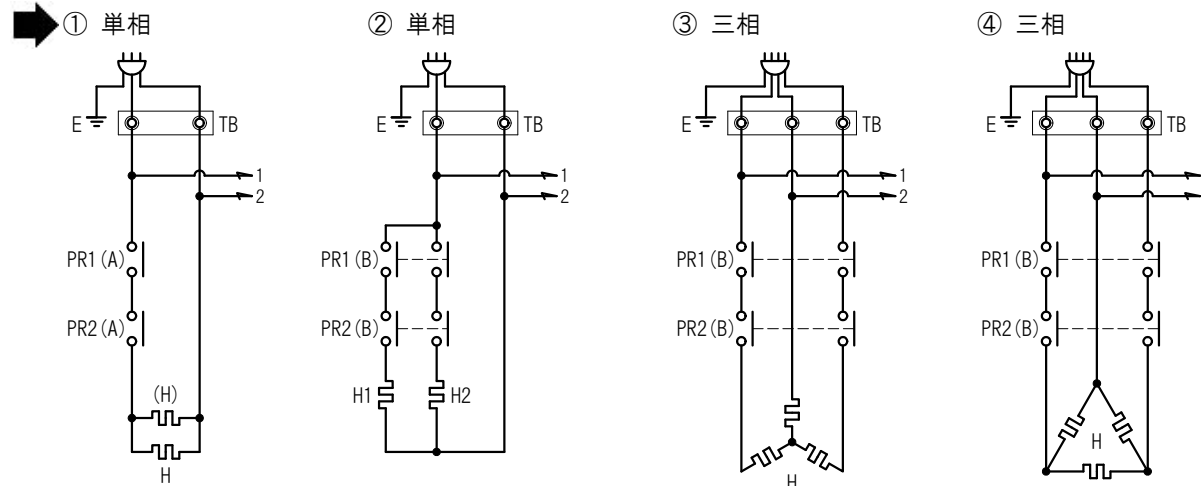 ① 単相
E
TB
1
2
PR1(A)
PR2(A)
(H)
H
② 単相
E
TB
1
2
PR1(B)
PR2(B)
H1
H2
③ 三相
E
TB
1
2
PR1(B)
PR2(B)
H
④ 三相
E
TB
PR1(B)
PR2(B)
H